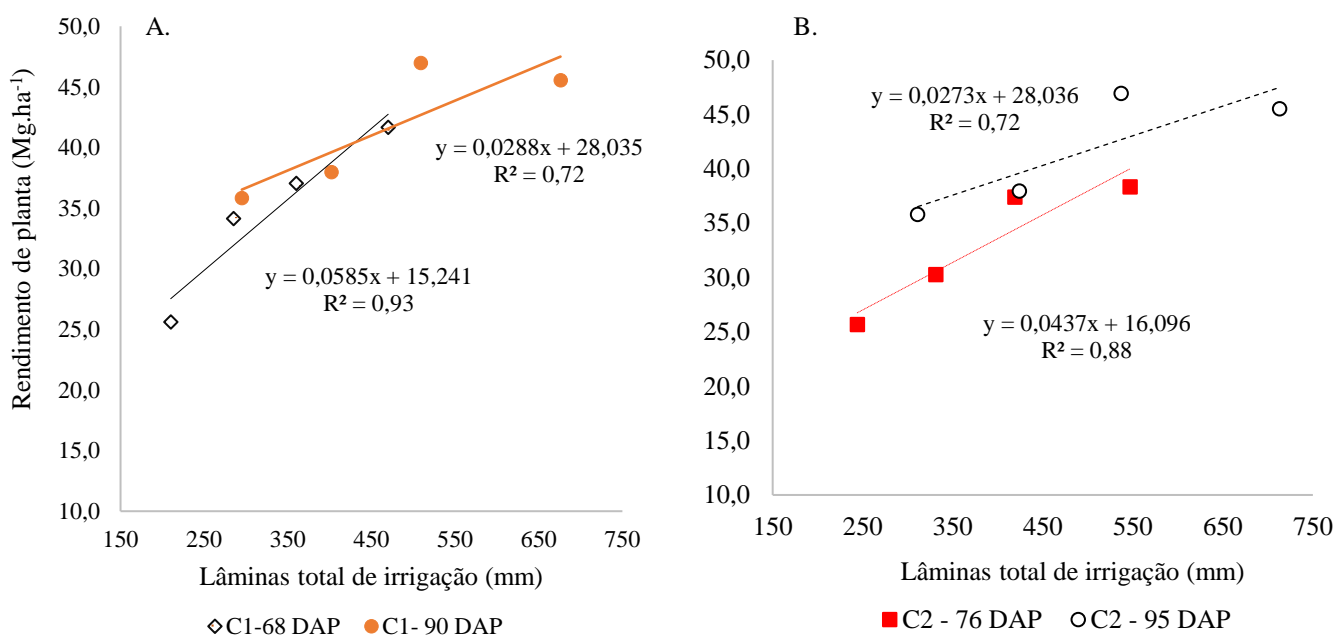 A.
Rendimento de planta (Mg.ha⁻¹)
50,0
45,0
40,0
35,0
30,0
25,0
20,0
15,0
10,0
y = 0,0288x + 28,035
R² = 0,72
y = 0,0585x + 15,241
R² = 0,93
150 250 350 450 550 650 750
Lâminas total de irrigação (mm)
C1-68 DAP C1- 90 DAP
B.
50,0
45,0
40,0
35,0
30,0
25,0
20,0
15,0
10,0
y = 0,0273x + 28,036
R² = 0,72
y = 0,0437x + 16,096
R² = 0,88
150 250 350 450 550 650 750
Lâminas total de irrigação (mm)
C2 - 76 DAP C2 - 95 DAP